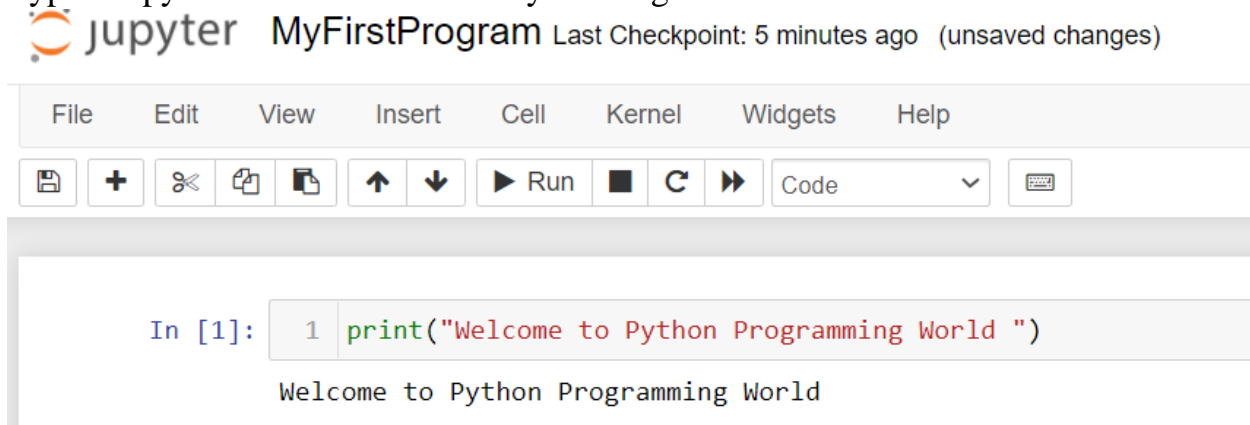 jupyter MyFirstProgram Last Checkpoint: 5 minutes ago (unsaved changes)
File Edit View Insert Cell Kernel Widgets Help
Run Code
In [1]: 1 print("Welcome to Python Programming World ")
Welcome to Python Programming World